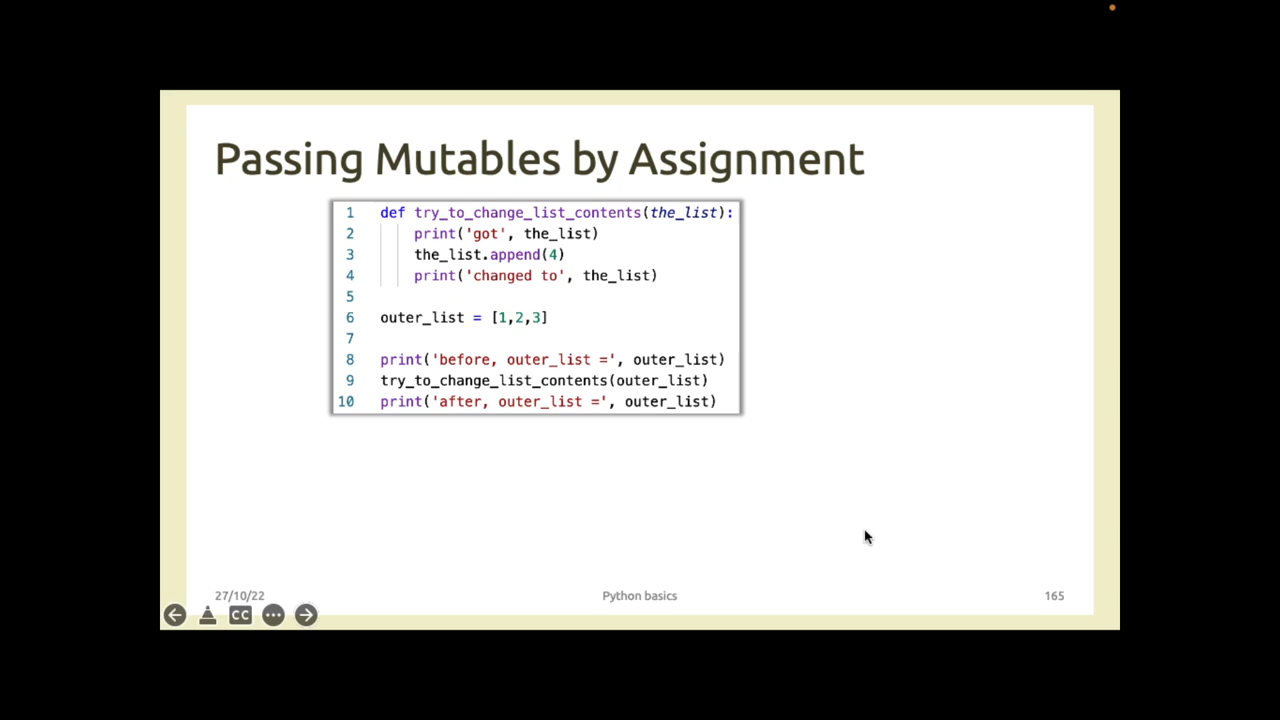 Passing Mutables by Assignment
1 def try_to_change_list_contents(the_list):
2 print('got', the_list)
3 the_list.append(4)
4 print('changed to', the_list)
5
6 outer_list = [1,2,3]
7
8 print('before, outer_list =', outer_list)
9 try_to_change_list_contents(outer_list)
10 print('after, outer_list =', outer_list)
27/10/22 Python basics 165
CC